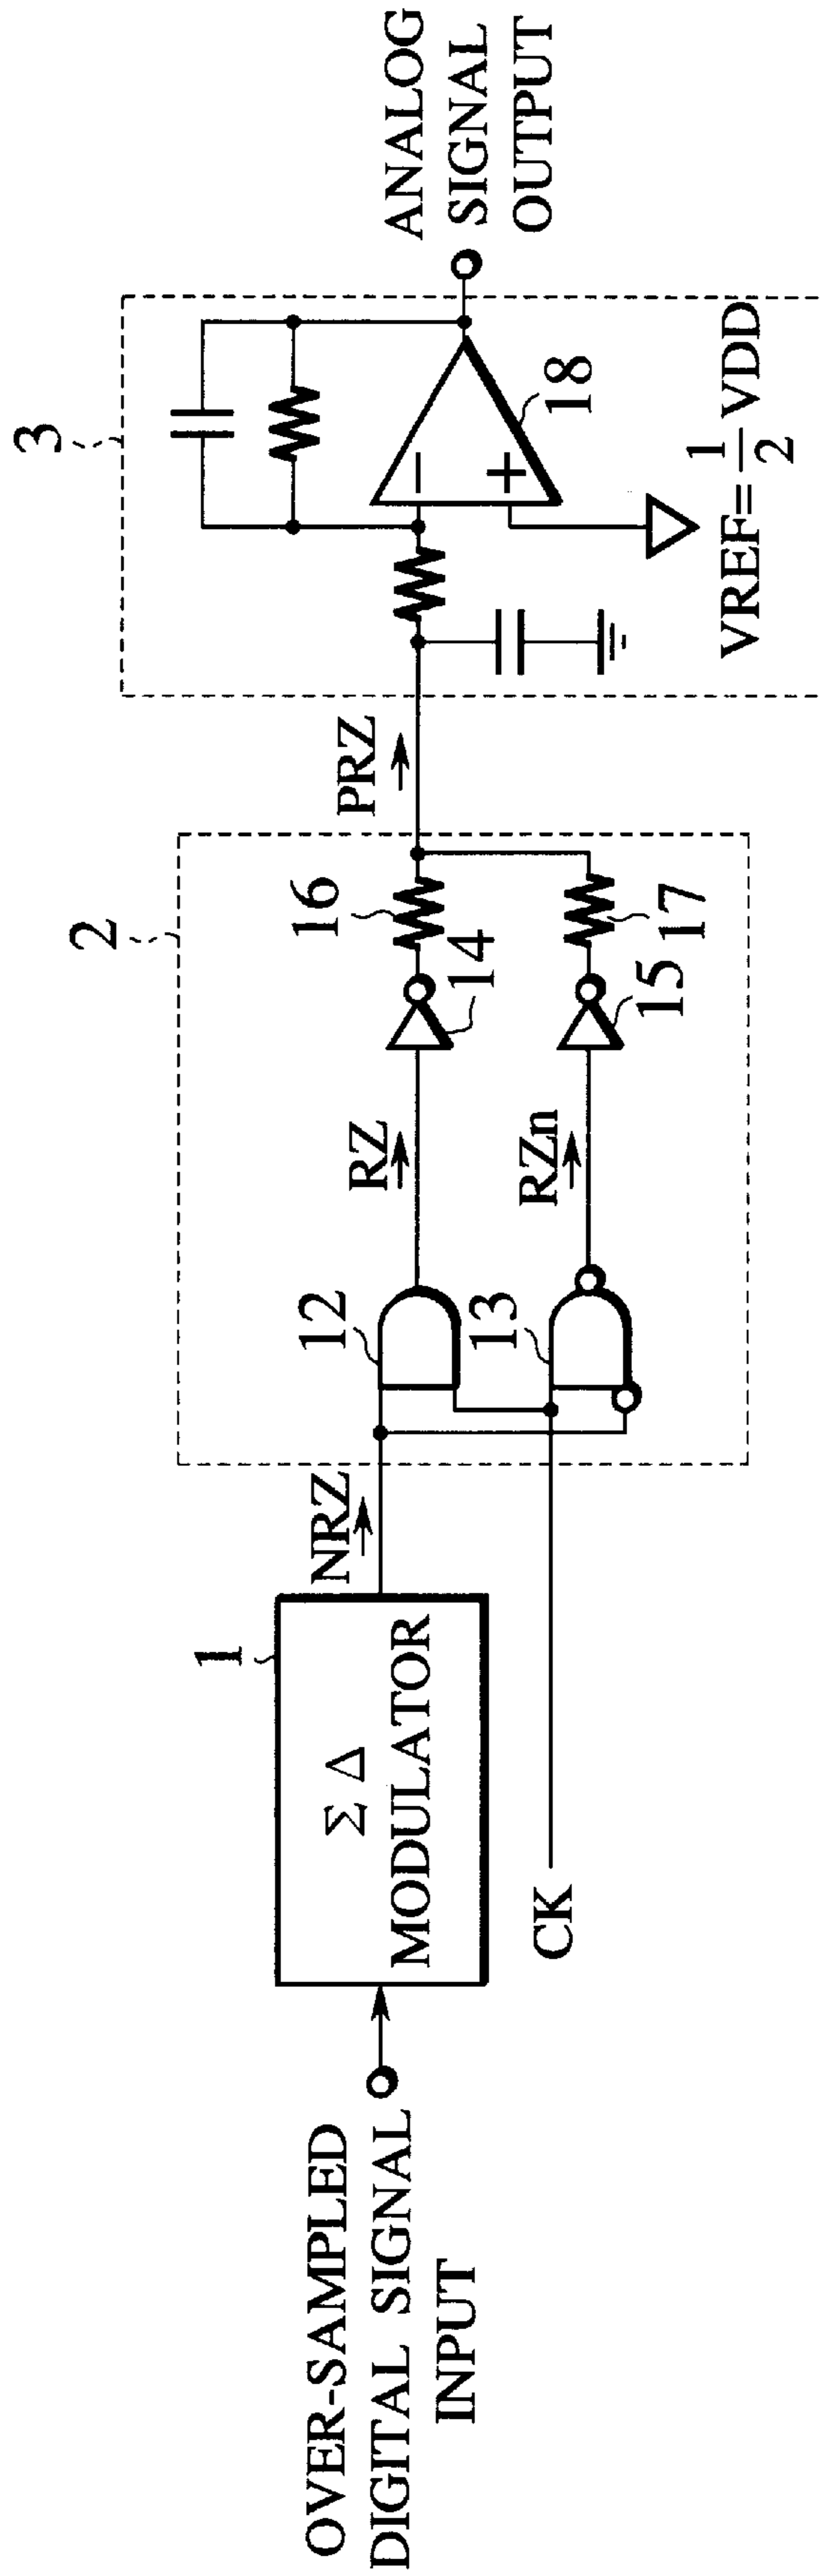 OVER-SAMPLED
DIGITAL SIGNAL
INPUT
1
Σ Δ
MODULATOR
CK
NRZ
2
12
13
RZ
RZn
14
15
16
17
PRZ
3
18
VREF= 1/2 VDD
ANALOG
SIGNAL
OUTPUT